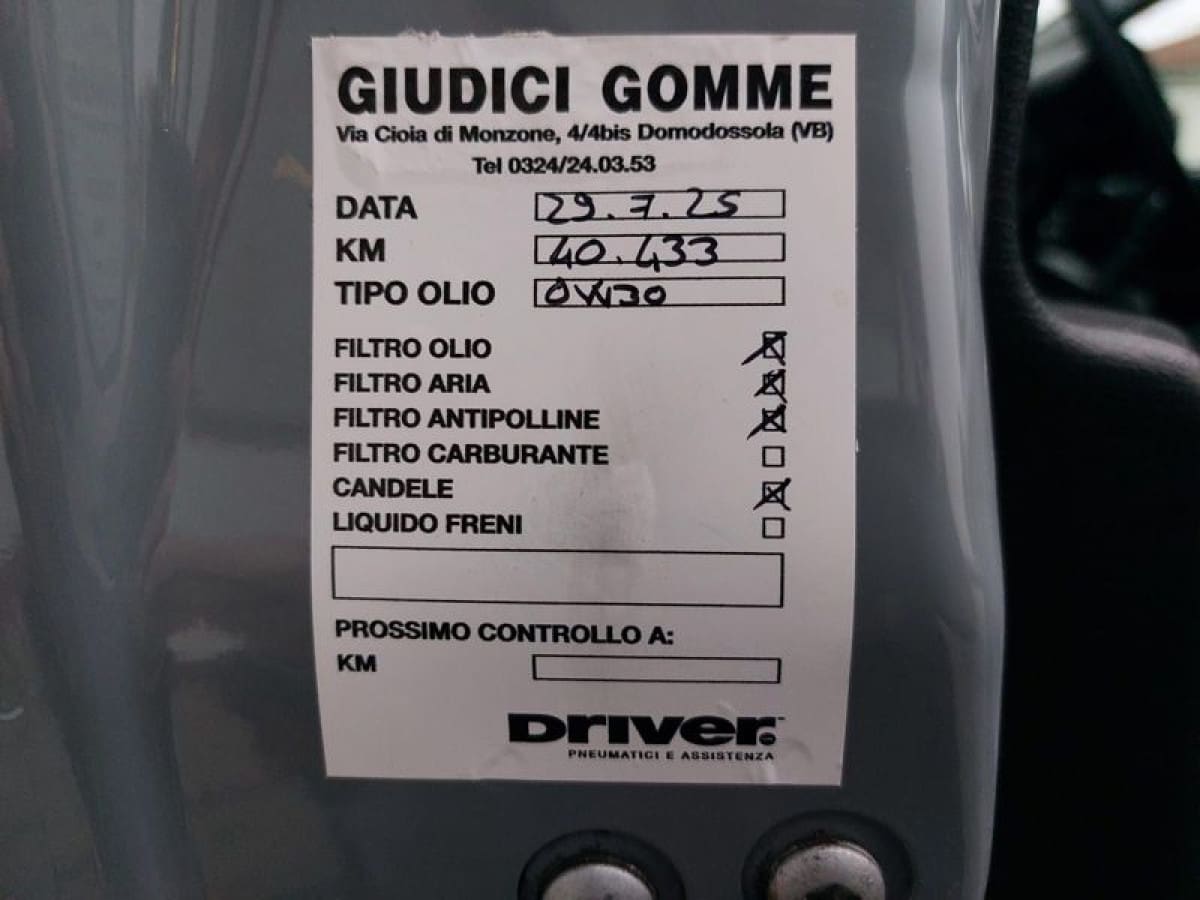 GIUDICI GOMME
Via Cioia di Monzone, 4/4bis Domodossola (VB)
Tel 0324/24.03.53
DATA 29.7.25
KM 40.433
TIPO OLIO 0W30
FILTRO OLIO
FILTRO ARIA
FILTRO ANTIPOLLINE
FILTRO CARBURANTE
CANDELE
LIQUIDO FRENI
PROSSIMO CONTROLLO A:
KM
DRIVER
PNEUMATICI E ASSISTENZA